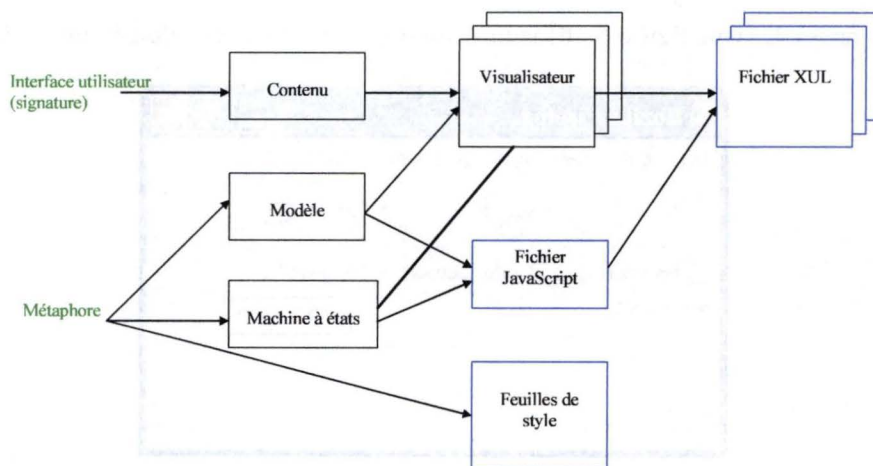 Interface utilisateur
(signature)
Contenu
Visualisateur
Fichier XUL
Modèle
Fichier
JavaScript
Métaphore
Machine à états
Feuilles de
style